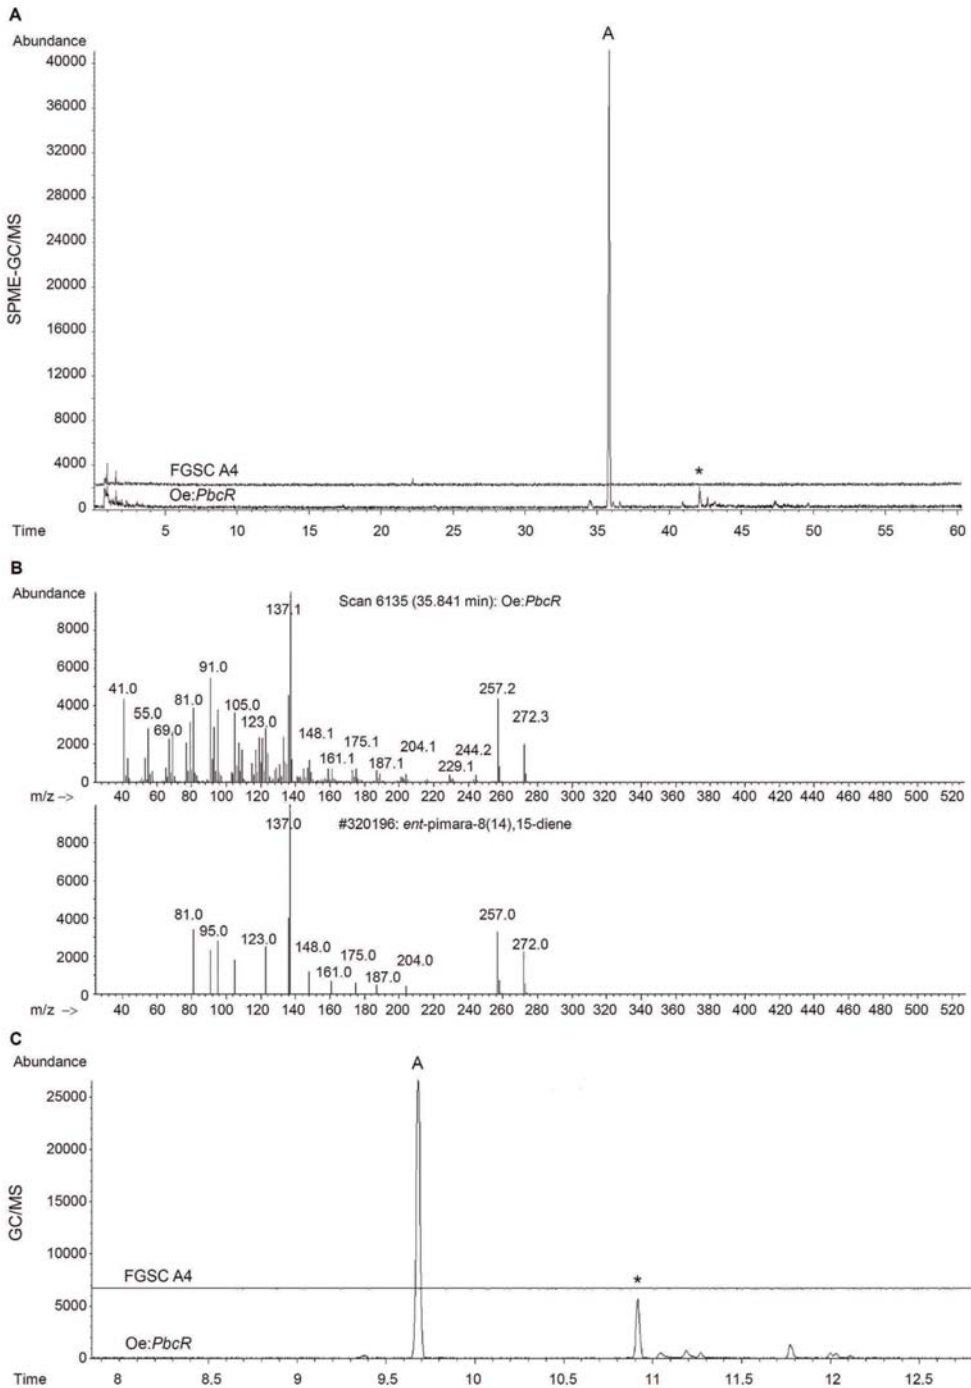 A
Abundance
A
40000
36000
32000
28000
24000
20000
16000
12000
8000
4000
0
SPME-GC/MS
FGSC A4
Oe:PbcR
*
Time 5 10 15 20 25 30 35 40 45 50 55 60
B
Abundance
137.1 Scan 6135 (35.841 min): Oe:PbcR
8000
6000
4000
2000
0
91.0
41.0 81.0 257.2
55.0 105.0
69.0 123.0 272.3
148.1 175.1 204.1 244.2
161.1 187.1 229.1
m/z -> 40 60 80 100 120 140 160 180 200 220 240 260 280 300 320 340 360 380 400 420 440 460 480 500 520
137.0 #320196: ent-pimara-8(14),15-diene
8000
6000
4000
2000
0
81.0 257.0
95.0
123.0 148.0 175.0 204.0 272.0
161.0 187.0
m/z -> 40 60 80 100 120 140 160 180 200 220 240 260 280 300 320 340 360 380 400 420 440 460 480 500 520
C
Abundance
A
25000
20000
15000
10000
5000
0
GC/MS
FGSC A4
*
Oe:PbcR
Time 8 8.5 9 9.5 10 10.5 11 11.5 12 12.5